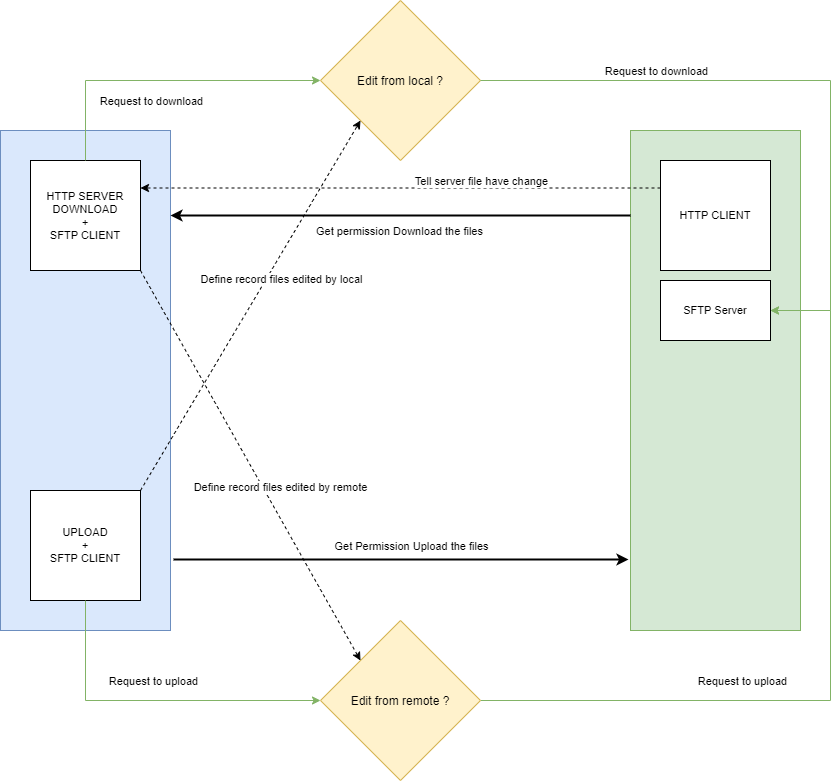 Edit from local ?
Request to download
Request to download
HTTP SERVER
DOWNLOAD
+
SFTP CLIENT
Tell server file have change
HTTP CLIENT
Get permission Download the files
Define record files edited by local
SFTP Server
Define record files edited by remote
UPLOAD
+
SFTP CLIENT
Get Permission Upload the files
Request to upload
Request to upload
Edit from remote ?